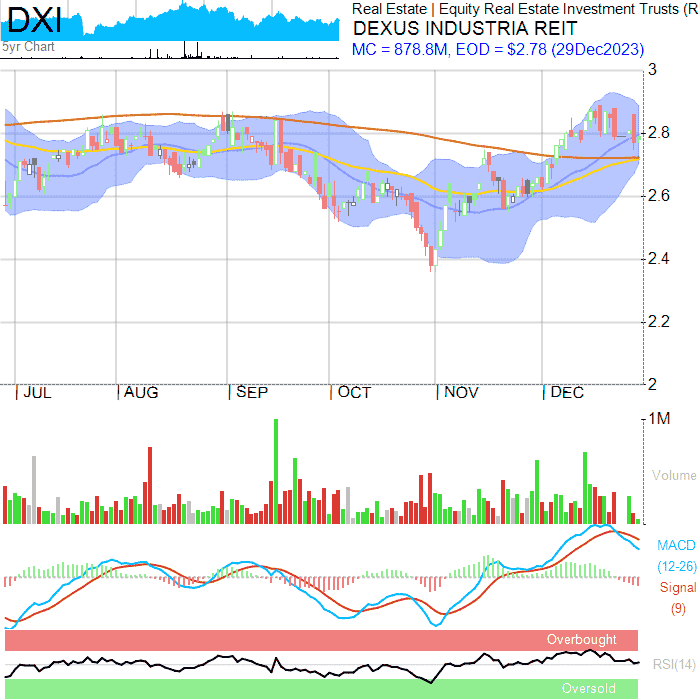 DXI
5yr Chart
Real Estate | Equity Real Estate Investment Trusts (R
DEXUS INDUSTRIA REIT
MC = 878.8M, EOD = $2.78 (29Dec2023)
3
2.8
2.6
2.4
2.2
2
JUL AUG SEP OCT NOV DEC
1M
Volume
MACD
(12-26)
Signal
(9)
Overbought
RSI(14)
Oversold